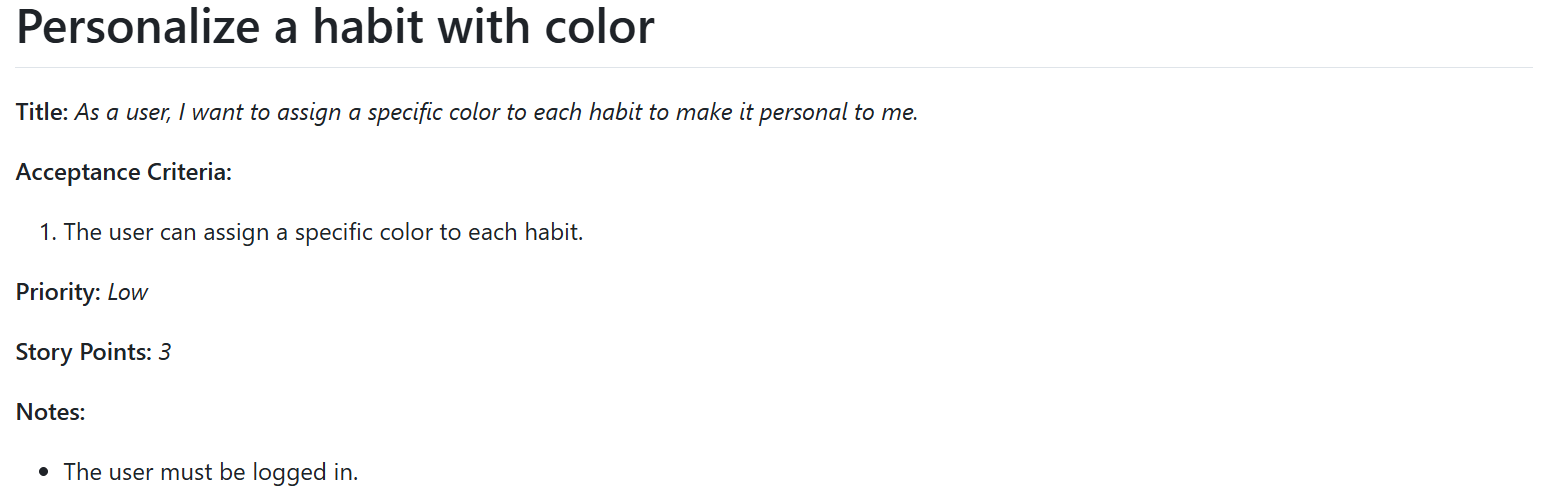 Personalize a habit with color
Title: As a user, I want to assign a specific color to each habit to make it personal to me.
Acceptance Criteria:
1. The user can assign a specific color to each habit.
Priority: Low
Story Points: 3
Notes:
• The user must be logged in.